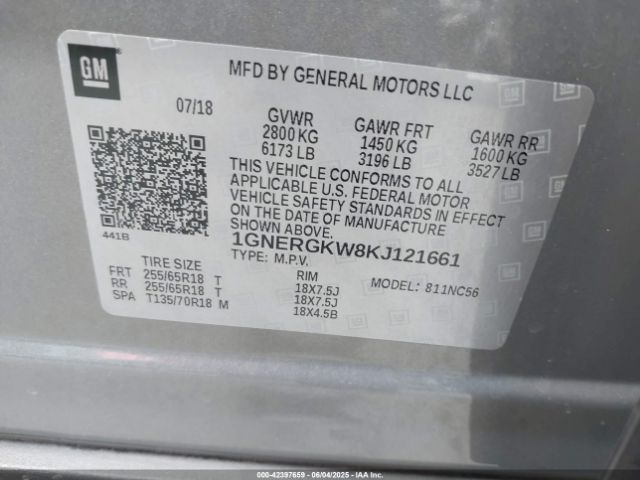 GM
MFD BY GENERAL MOTORS LLC
07/18
GVWR
2800 KG
6173 LB
GAWR FRT
1450 KG
3196 LB
GAWR RR
1600 KG
3527 LB
THIS VEHICLE CONFORMS TO ALL
APPLICABLE U.S. FEDERAL MOTOR
VEHICLE SAFETY STANDARDS IN EFFECT
ON THE DATE OF MANUFACTURE
SHOWN ABOVE.
441B
1GNERGKW8KJ121661
TYPE: M.P.V.
MODEL: 811NC56
TIRE SIZE
RIM
FRT 255/65R18 T 18X7.5J
RR 255/65R18 T 18X7.5J
SPA T135/70R18 M 18X4.5B
000-42397659 - 06/04/2025 - IAA, Inc.